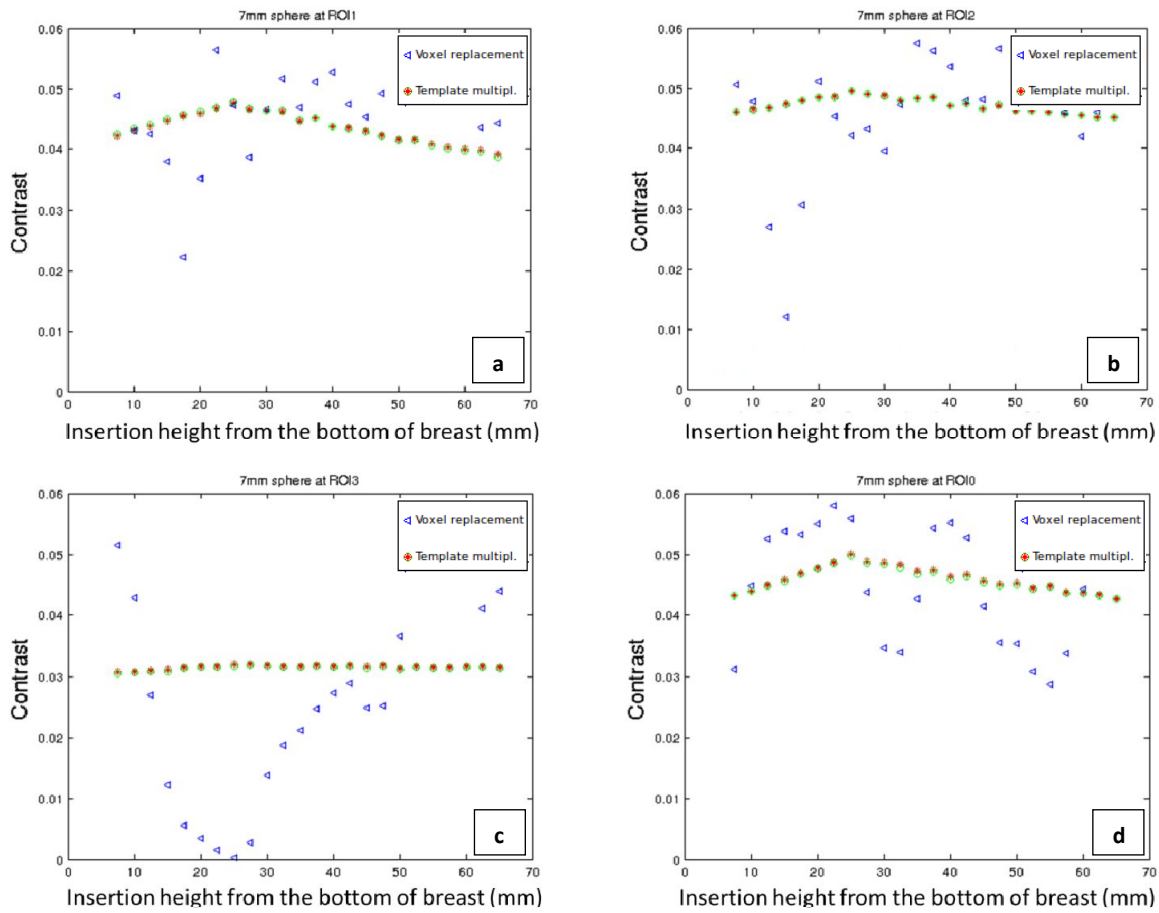 7mm sphere at ROI1
0.06
0.05
0.04
0.03
0.02
0.01
0
Contrast
Voxel replacement
Template multipl.
a
0 10 20 30 40 50 60 70
Insertion height from the bottom of breast (mm)
7mm sphere at ROI2
0.06
0.05
0.04
0.03
0.02
0.01
0
Contrast
Voxel replacement
Template multipl.
b
0 10 20 30 40 50 60 70
Insertion height from the bottom of breast (mm)
7mm sphere at ROI3
0.06
0.05
0.04
0.03
0.02
0.01
0
Contrast
Voxel replacement
Template multipl.
c
0 10 20 30 40 50 60 70
Insertion height from the bottom of breast (mm)
7mm sphere at ROI0
0.06
0.05
0.04
0.03
0.02
0.01
0
Contrast
Voxel replacement
Template multipl.
d
0 10 20 30 40 50 60 70
Insertion height from the bottom of breast (mm)